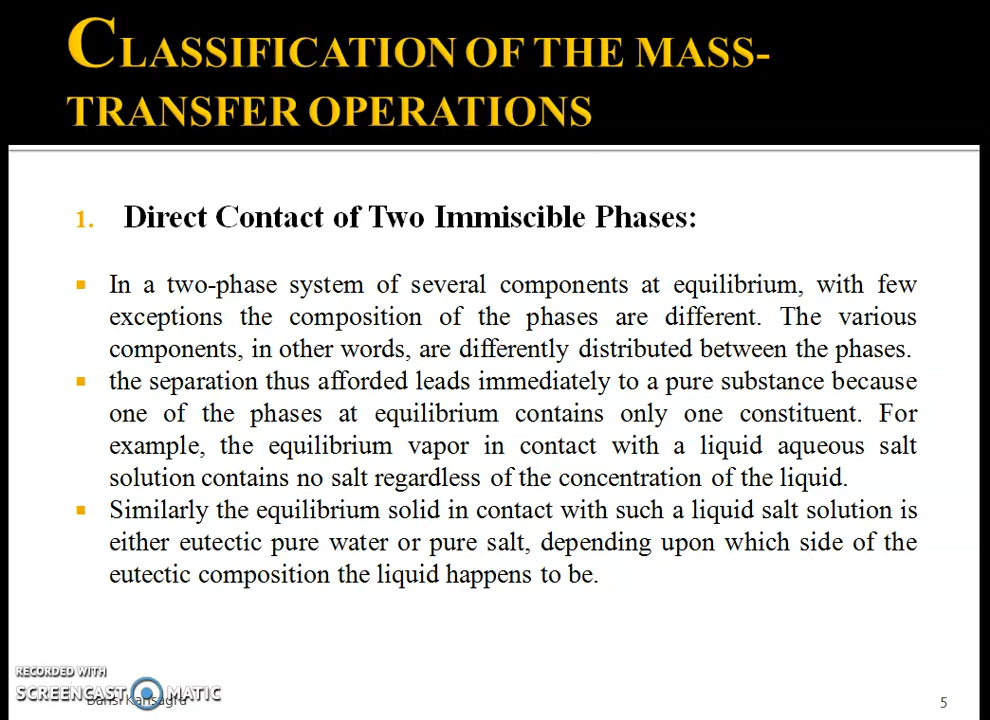 CLASSIFICATION OF THE MASS-
TRANSFER OPERATIONS
1. Direct Contact of Two Immiscible Phases:
In a two-phase system of several components at equilibrium, with few
exceptions the composition of the phases are different. The various
components, in other words, are differently distributed between the phases.
the separation thus afforded leads immediately to a pure substance because
one of the phases at equilibrium contains only one constituent. For
example, the equilibrium vapor in contact with a liquid aqueous salt
solution contains no salt regardless of the concentration of the liquid.
Similarly the equilibrium solid in contact with such a liquid salt solution is
either eutectic pure water or pure salt, depending upon which side of the
eutectic composition the liquid happens to be.
RECORDED WITH
SCREENCAST MATIC
Bansi Kansagra
5